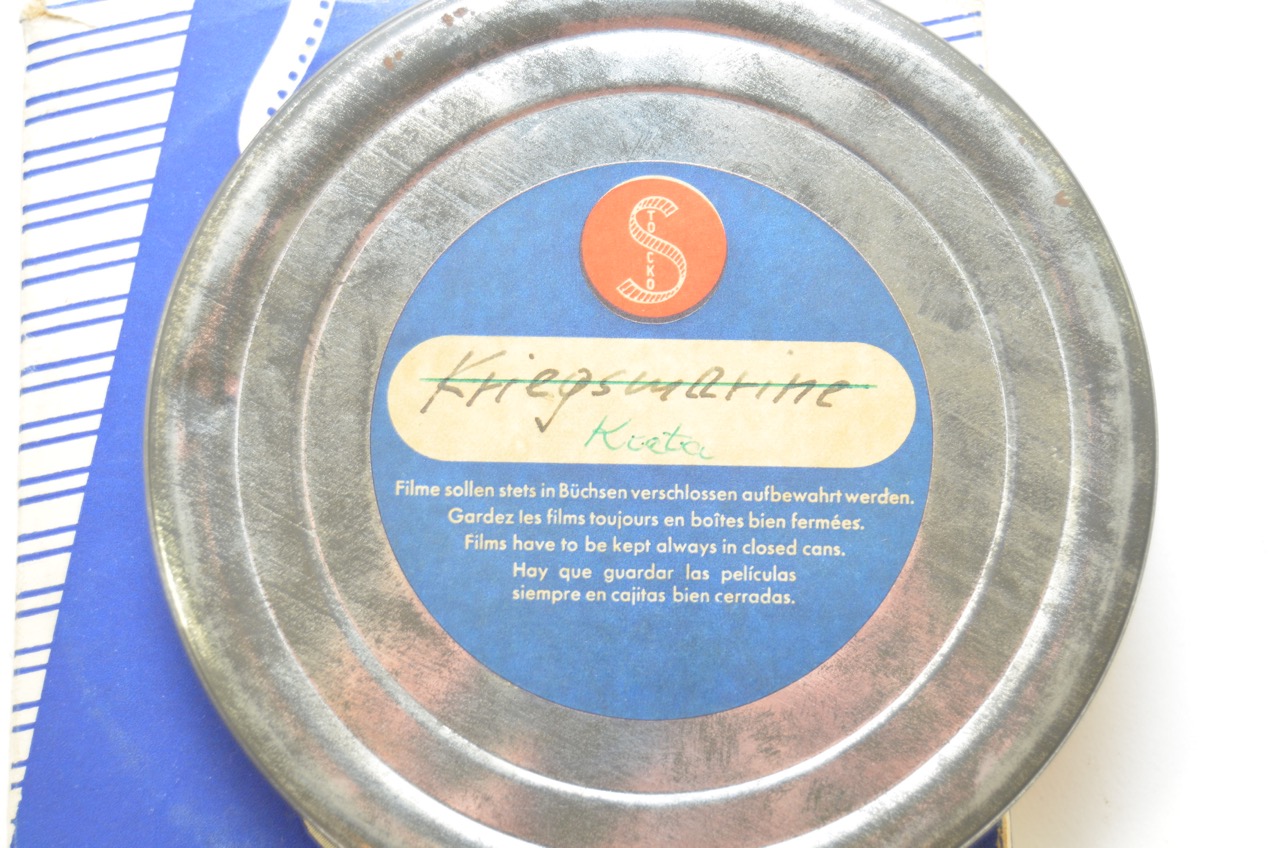 STOCKO
Kriegsmarine
Kreta
Filme sollen stets in Büchsen verschlossen aufbewahrt werden.
Gardez les films toujours en boîtes bien fermées.
Films have to be kept always in closed cans.
Hay que guardar las películas
siempre en cajitas bien cerradas.